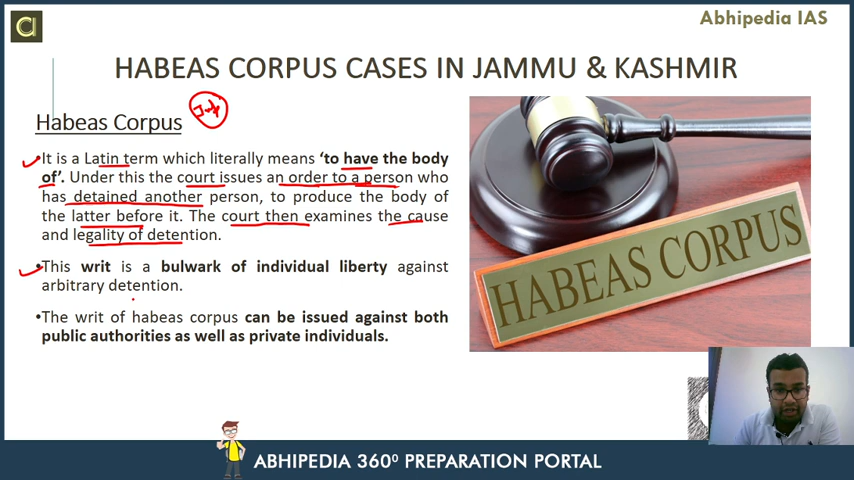 Abhipedia IAS
HABEAS CORPUS CASES IN JAMMU & KASHMIR
Habeas Corpus
•It is a Latin term which literally means ‘to have the body
of’. Under this the court issues an order to a person who
has detained another person, to produce the body of
the latter before it. The court then examines the cause
and legality of detention.
•This writ is a bulwark of individual liberty against
arbitrary detention.
•The writ of habeas corpus can be issued against both
public authorities as well as private individuals.
HABEAS CORPUS
ABHIPEDIA 360⁰ PREPARATION PORTAL